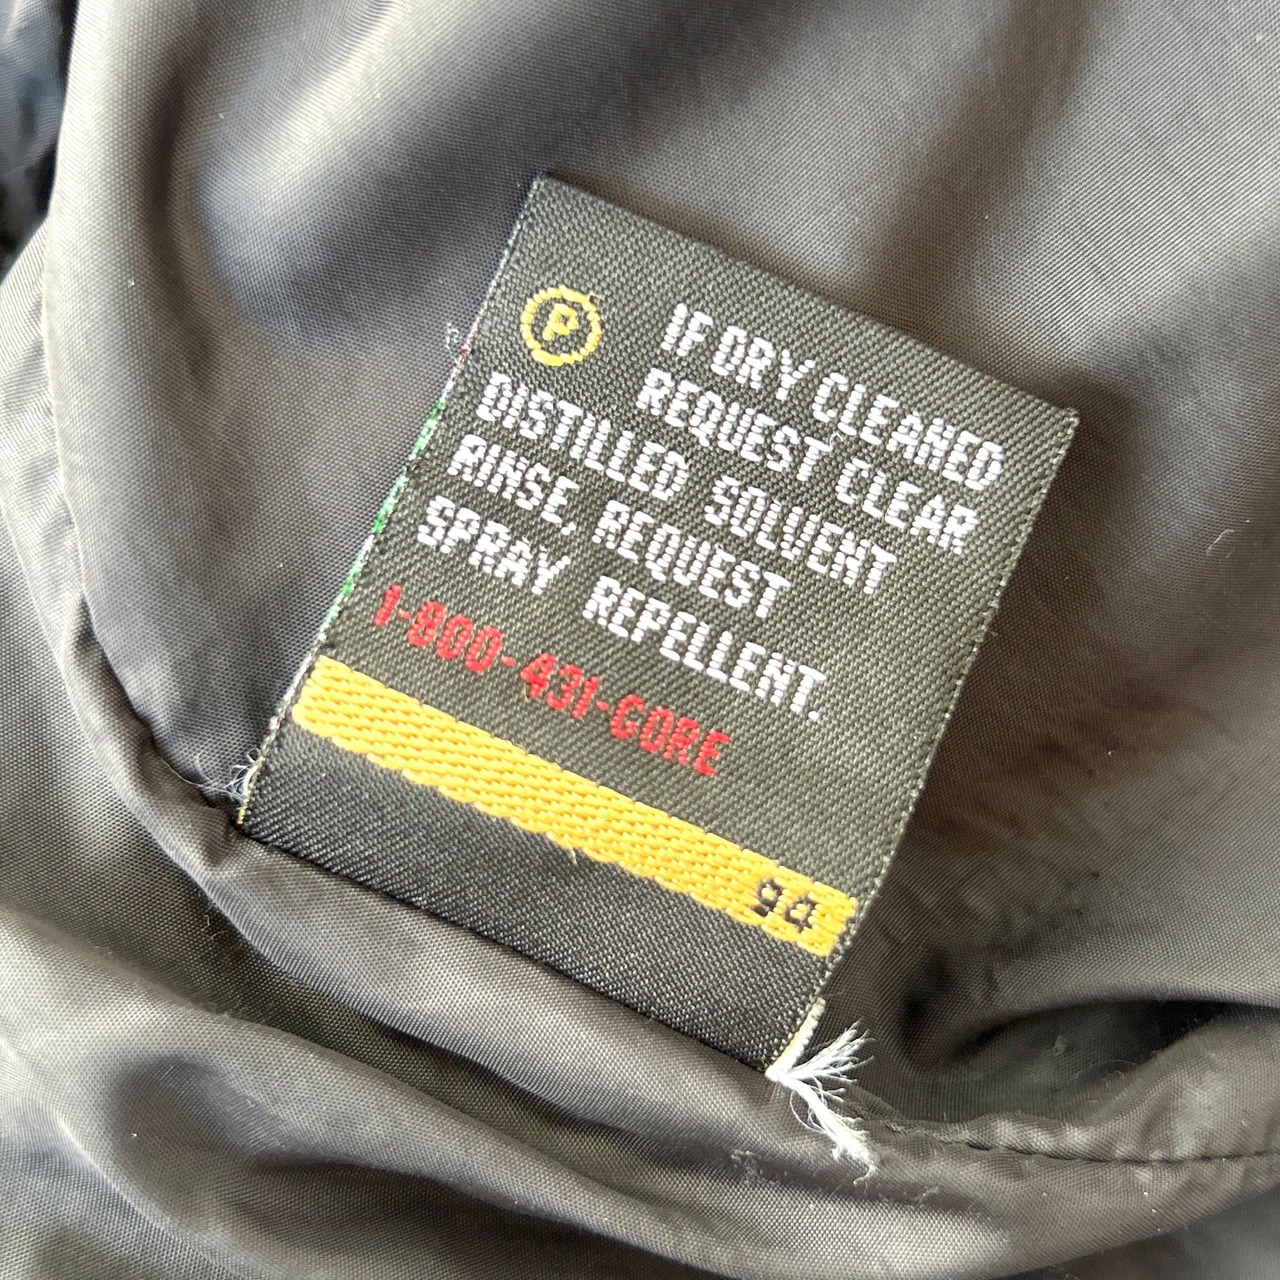 P IF DRY CLEANED
REQUEST CLEAR
DISTILLED SOLVENT
RINSE, REQUEST
SPRAY REPELLENT.
1-800-431-GORE
94